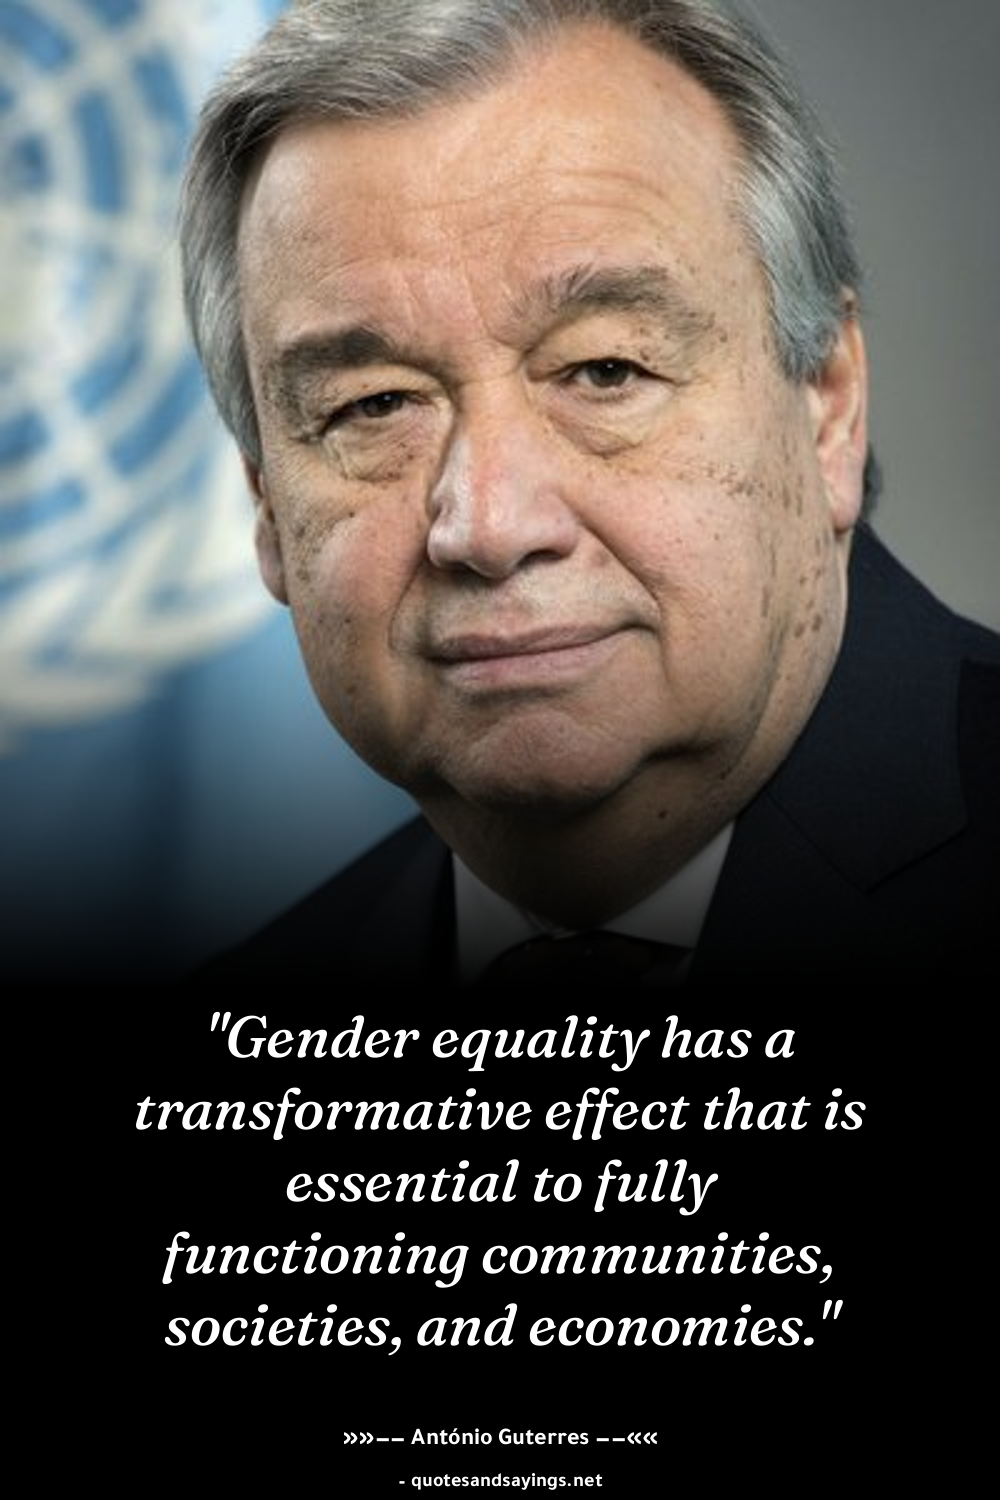 "Gender equality has a
transformative effect that is
essential to fully
functioning communities,
societies, and economies."
»»−− António Guterres −−««
- quotesandsayings.net